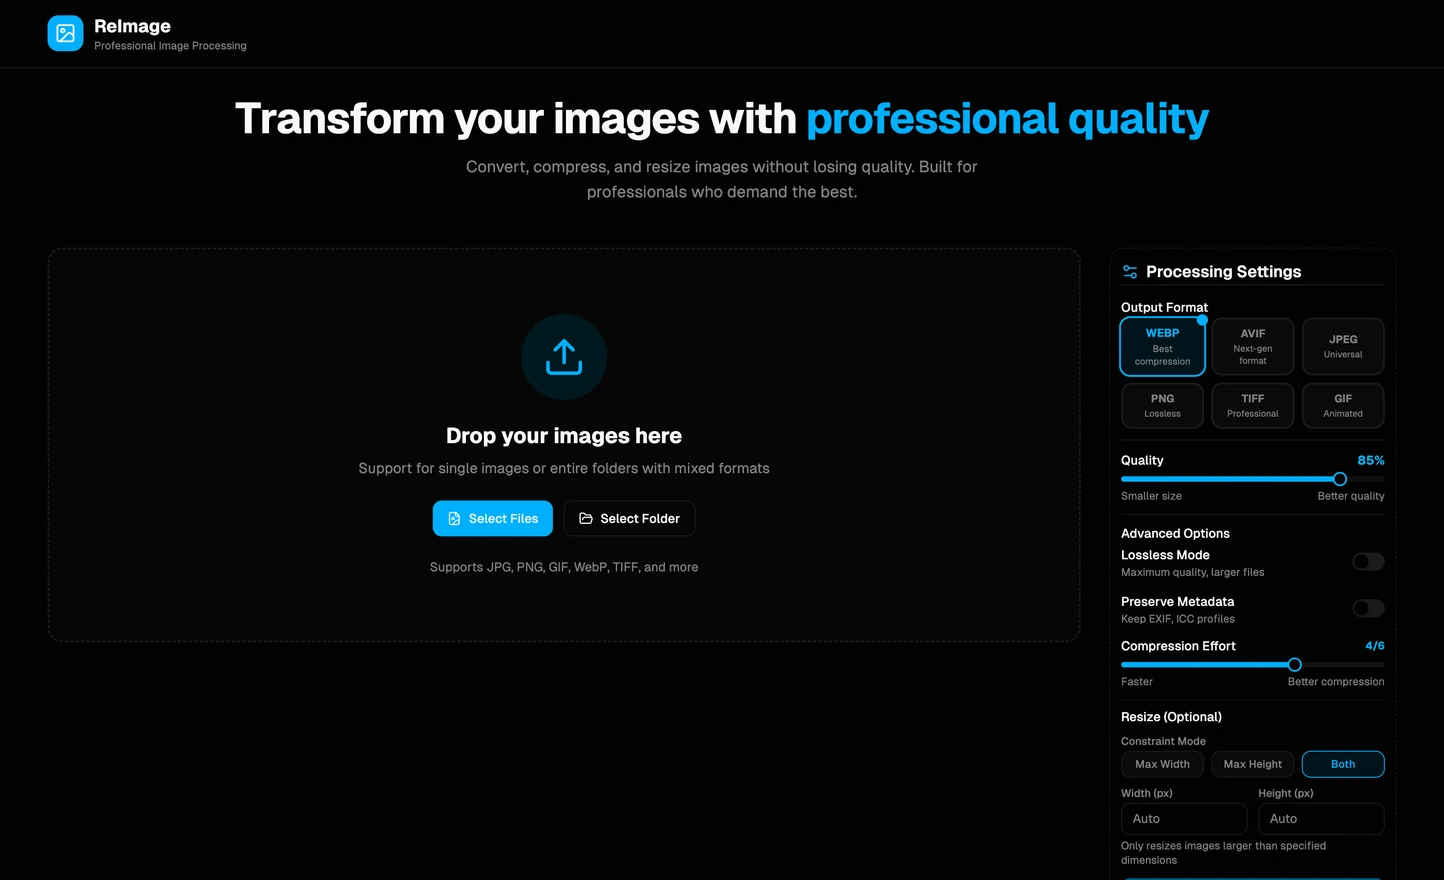 ReImage
Professional Image Processing
Transform your images with professional quality
Convert, compress, and resize images without losing quality. Built for
professionals who demand the best.
Drop your images here
Support for single images or entire folders with mixed formats
Select Files
Select Folder
Supports JPG, PNG, GIF, WebP, TIFF, and more
Processing Settings
Output Format
WEBP
Best
compression
AVIF
Next-gen
format
JPEG
Universal
PNG
Lossless
TIFF
Professional
GIF
Animated
Quality 85%
Smaller size Better quality
Advanced Options
Lossless Mode
Maximum quality, larger files
Preserve Metadata
Keep EXIF, ICC profiles
Compression Effort 4/6
Faster Better compression
Resize (Optional)
Constraint Mode
Max Width Max Height Both
Width (px) Height (px)
Auto Auto
Only resizes images larger than specified
dimensions